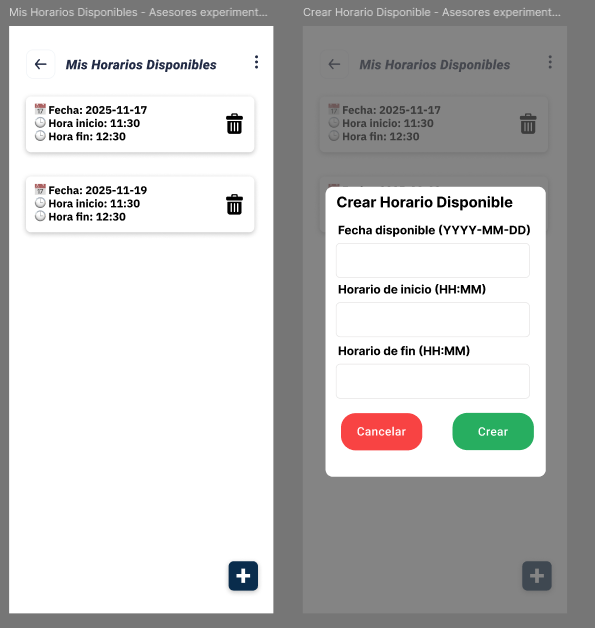 Mis Horarios Disponibles - Asesores experiment...
Mis Horarios Disponibles
Fecha: 2025-11-17
Hora inicio: 11:30
Hora fin: 12:30
Fecha: 2025-11-19
Hora inicio: 11:30
Hora fin: 12:30
Crear Horario Disponible - Asesores experiment...
Mis Horarios Disponibles
Fecha: 2025-11-17
Hora inicio: 11:30
Hora fin: 12:30
Crear Horario Disponible
Fecha disponible (YYYY-MM-DD)
Horario de inicio (HH:MM)
Horario de fin (HH:MM)
Cancelar
Crear